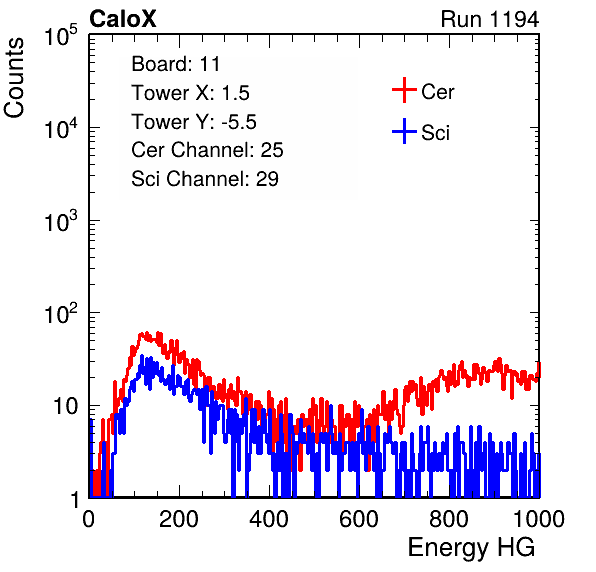 CaloX Run 1194
Counts
Board: 11
Tower X: 1.5
Tower Y: -5.5
Cer Channel: 25
Sci Channel: 29
Cer
Sci
10^5
10^4
10^3
10^2
10
1
0 200 400 600 800 1000
Energy HG